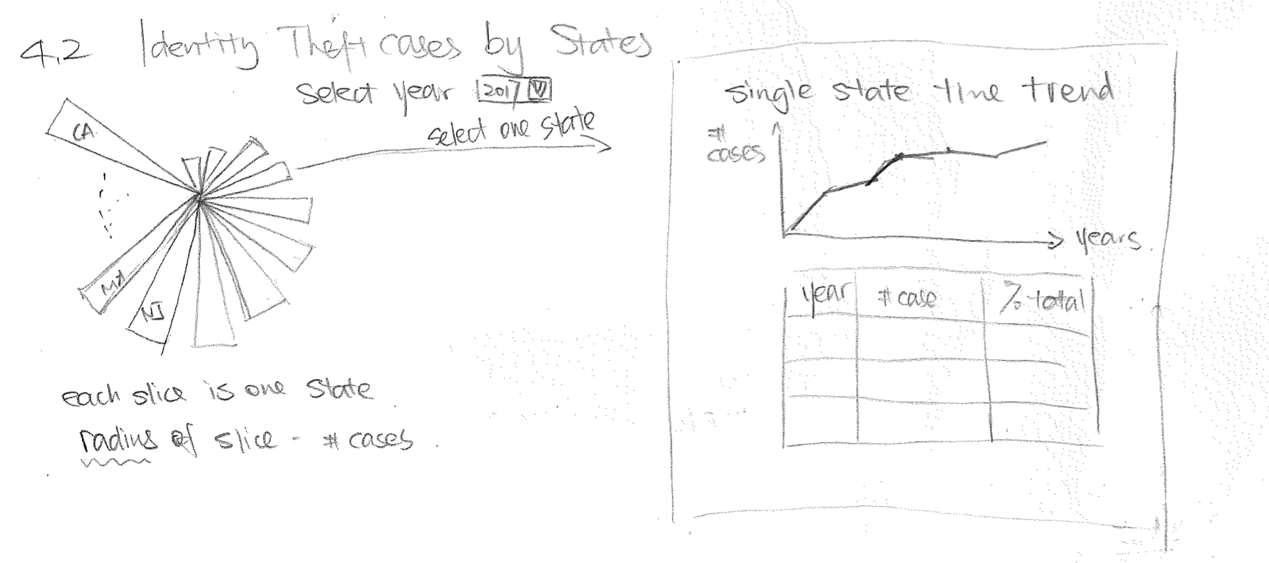 4.2 Identity Theft cases by States
select year 2017
select one state
CA
MA
NJ
each slice is one state
radius of slice - # cases.
single state time trend
# cases
years.
year # case % total